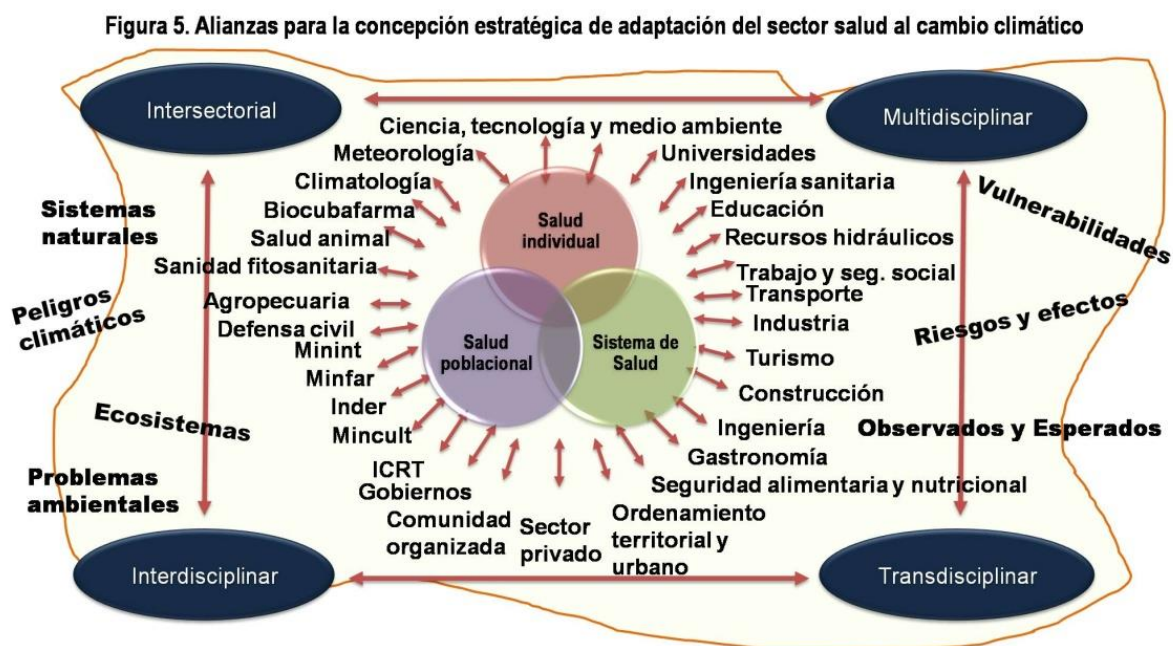 Figura 5. Alianzas para la concepción estratégica de adaptación del sector salud al cambio climático
Intersectorial
Multidisciplinar
Ciencia, tecnología y medio ambiente
Meteorología
Climatología
Biocubafarma
Salud animal
Sanidad fitosanitaria
Agropecuaria
Defensa civil
Minint
Minfar
Inder
Mincult
ICRT
Gobiernos
Comunidad
organizada
Sector
privado
Ordenamiento
territorial y
urbano
Universidades
Ingeniería sanitaria
Educación
Recursos hidráulicos
Trabajo y seg. social
Transporte
Industria
Turismo
Construcción
Ingeniería
Gastronomía
Seguridad alimentaria y nutricional
Salud
individual
Salud
poblacional
Sistema de
Salud
Sistemas
naturales
Peligros
climáticos
Ecosistemas
Problemas
ambientales
Vulnerabilidades
Riesgos y efectos
Observados y Esperados
Interdisciplinar
Transdisciplinar